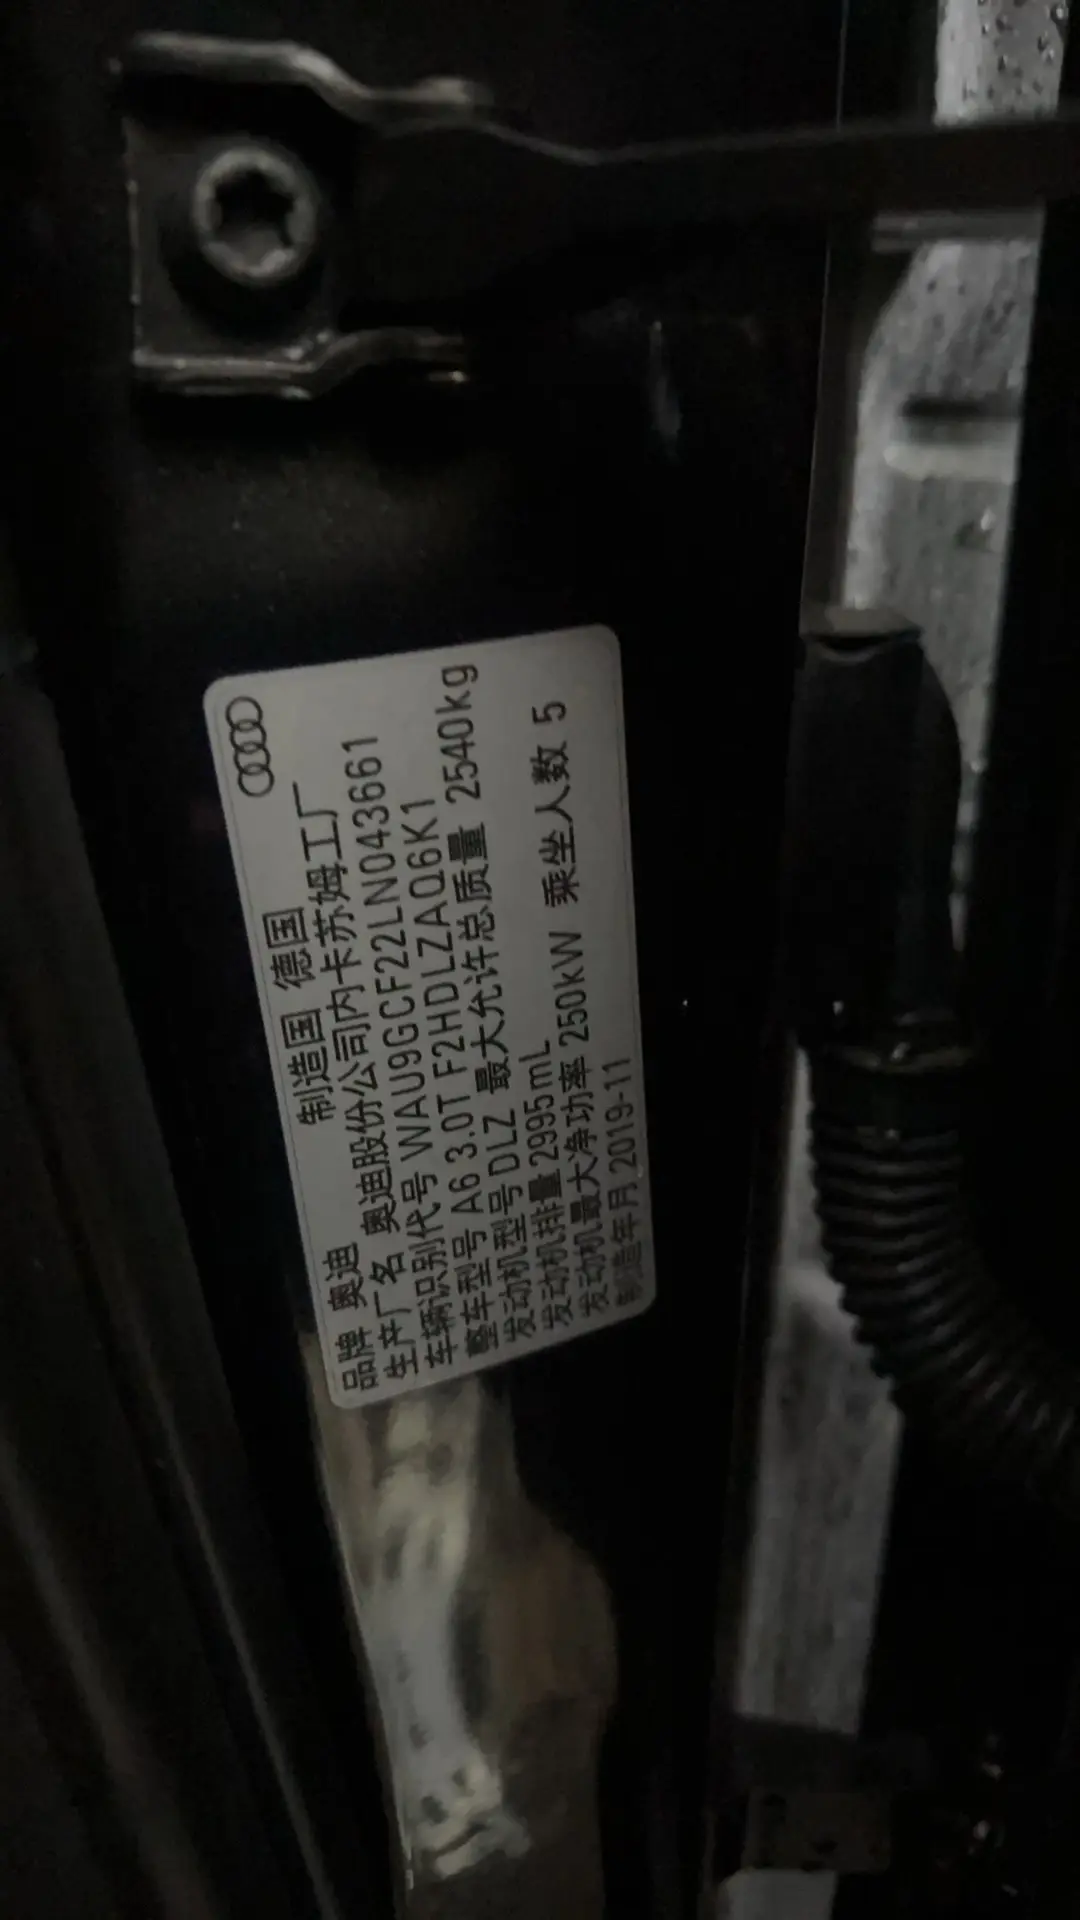 品牌 奥迪 制造国 德国
生产厂名 奥迪股份公司内卡苏姆工厂
车辆识别代号 WAU9GCF22LN043661
整车型号 A6 3.0T F2HDLZAQ6K1
发动机型号 DLZ 最大允许总质量 2540kg
发动机排量 2995mL
发动机最大净功率 250kW 乘坐人数 5
制造年月 2019-11